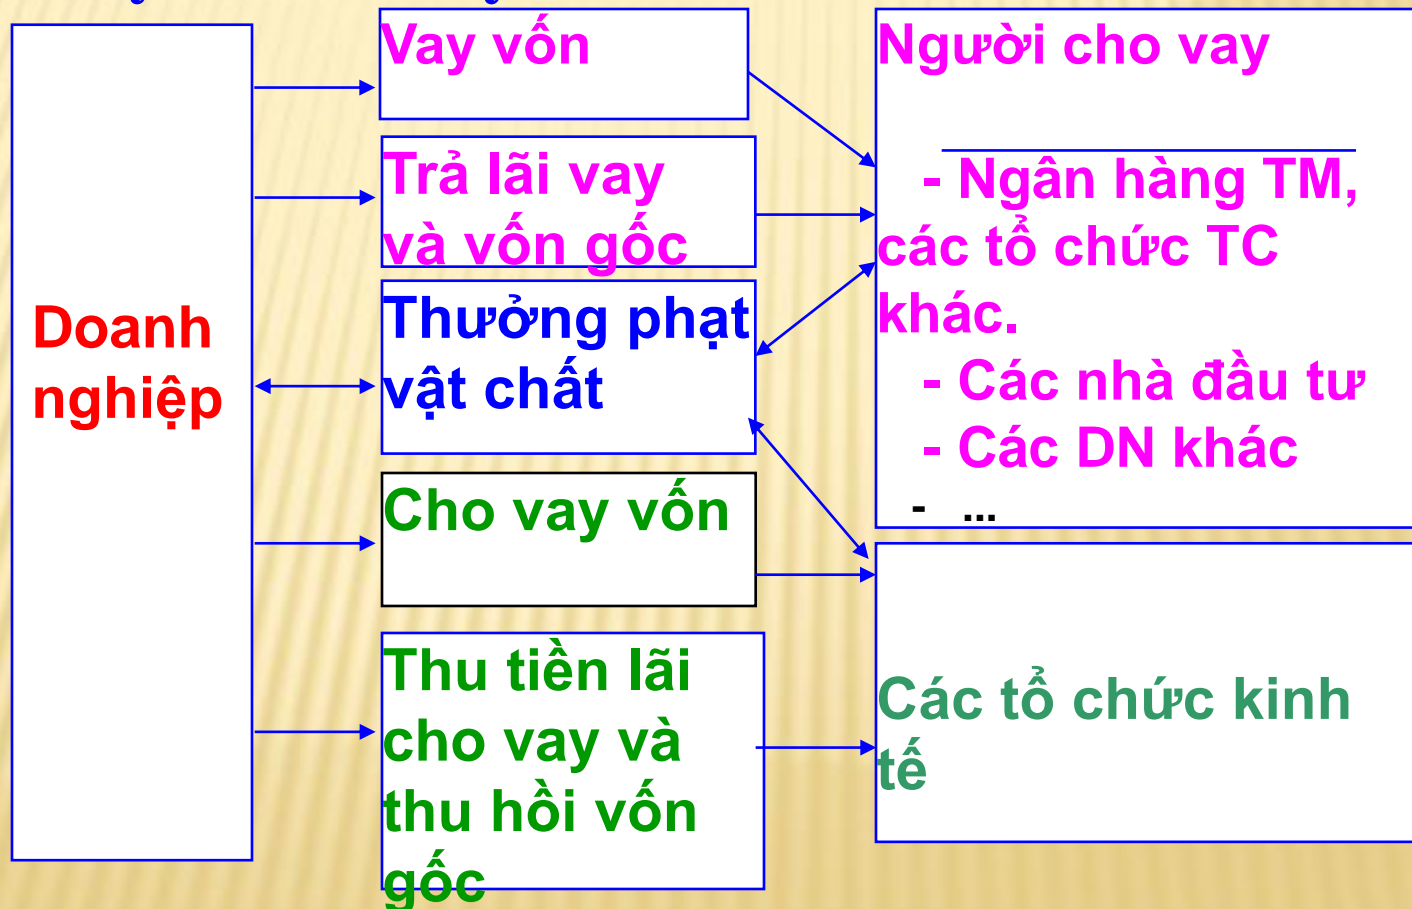 Doanh
nghiệp
Vay vốn
Trả lãi vay
và vốn gốc
Thưởng phạt
vật chất
Cho vay vốn
Thu tiền lãi
cho vay và
thu hồi vốn
gốc
Người cho vay
- Ngân hàng TM,
các tổ chức TC
khác.
- Các nhà đầu tư
- Các DN khác
- ...
Các tổ chức kinh
tế